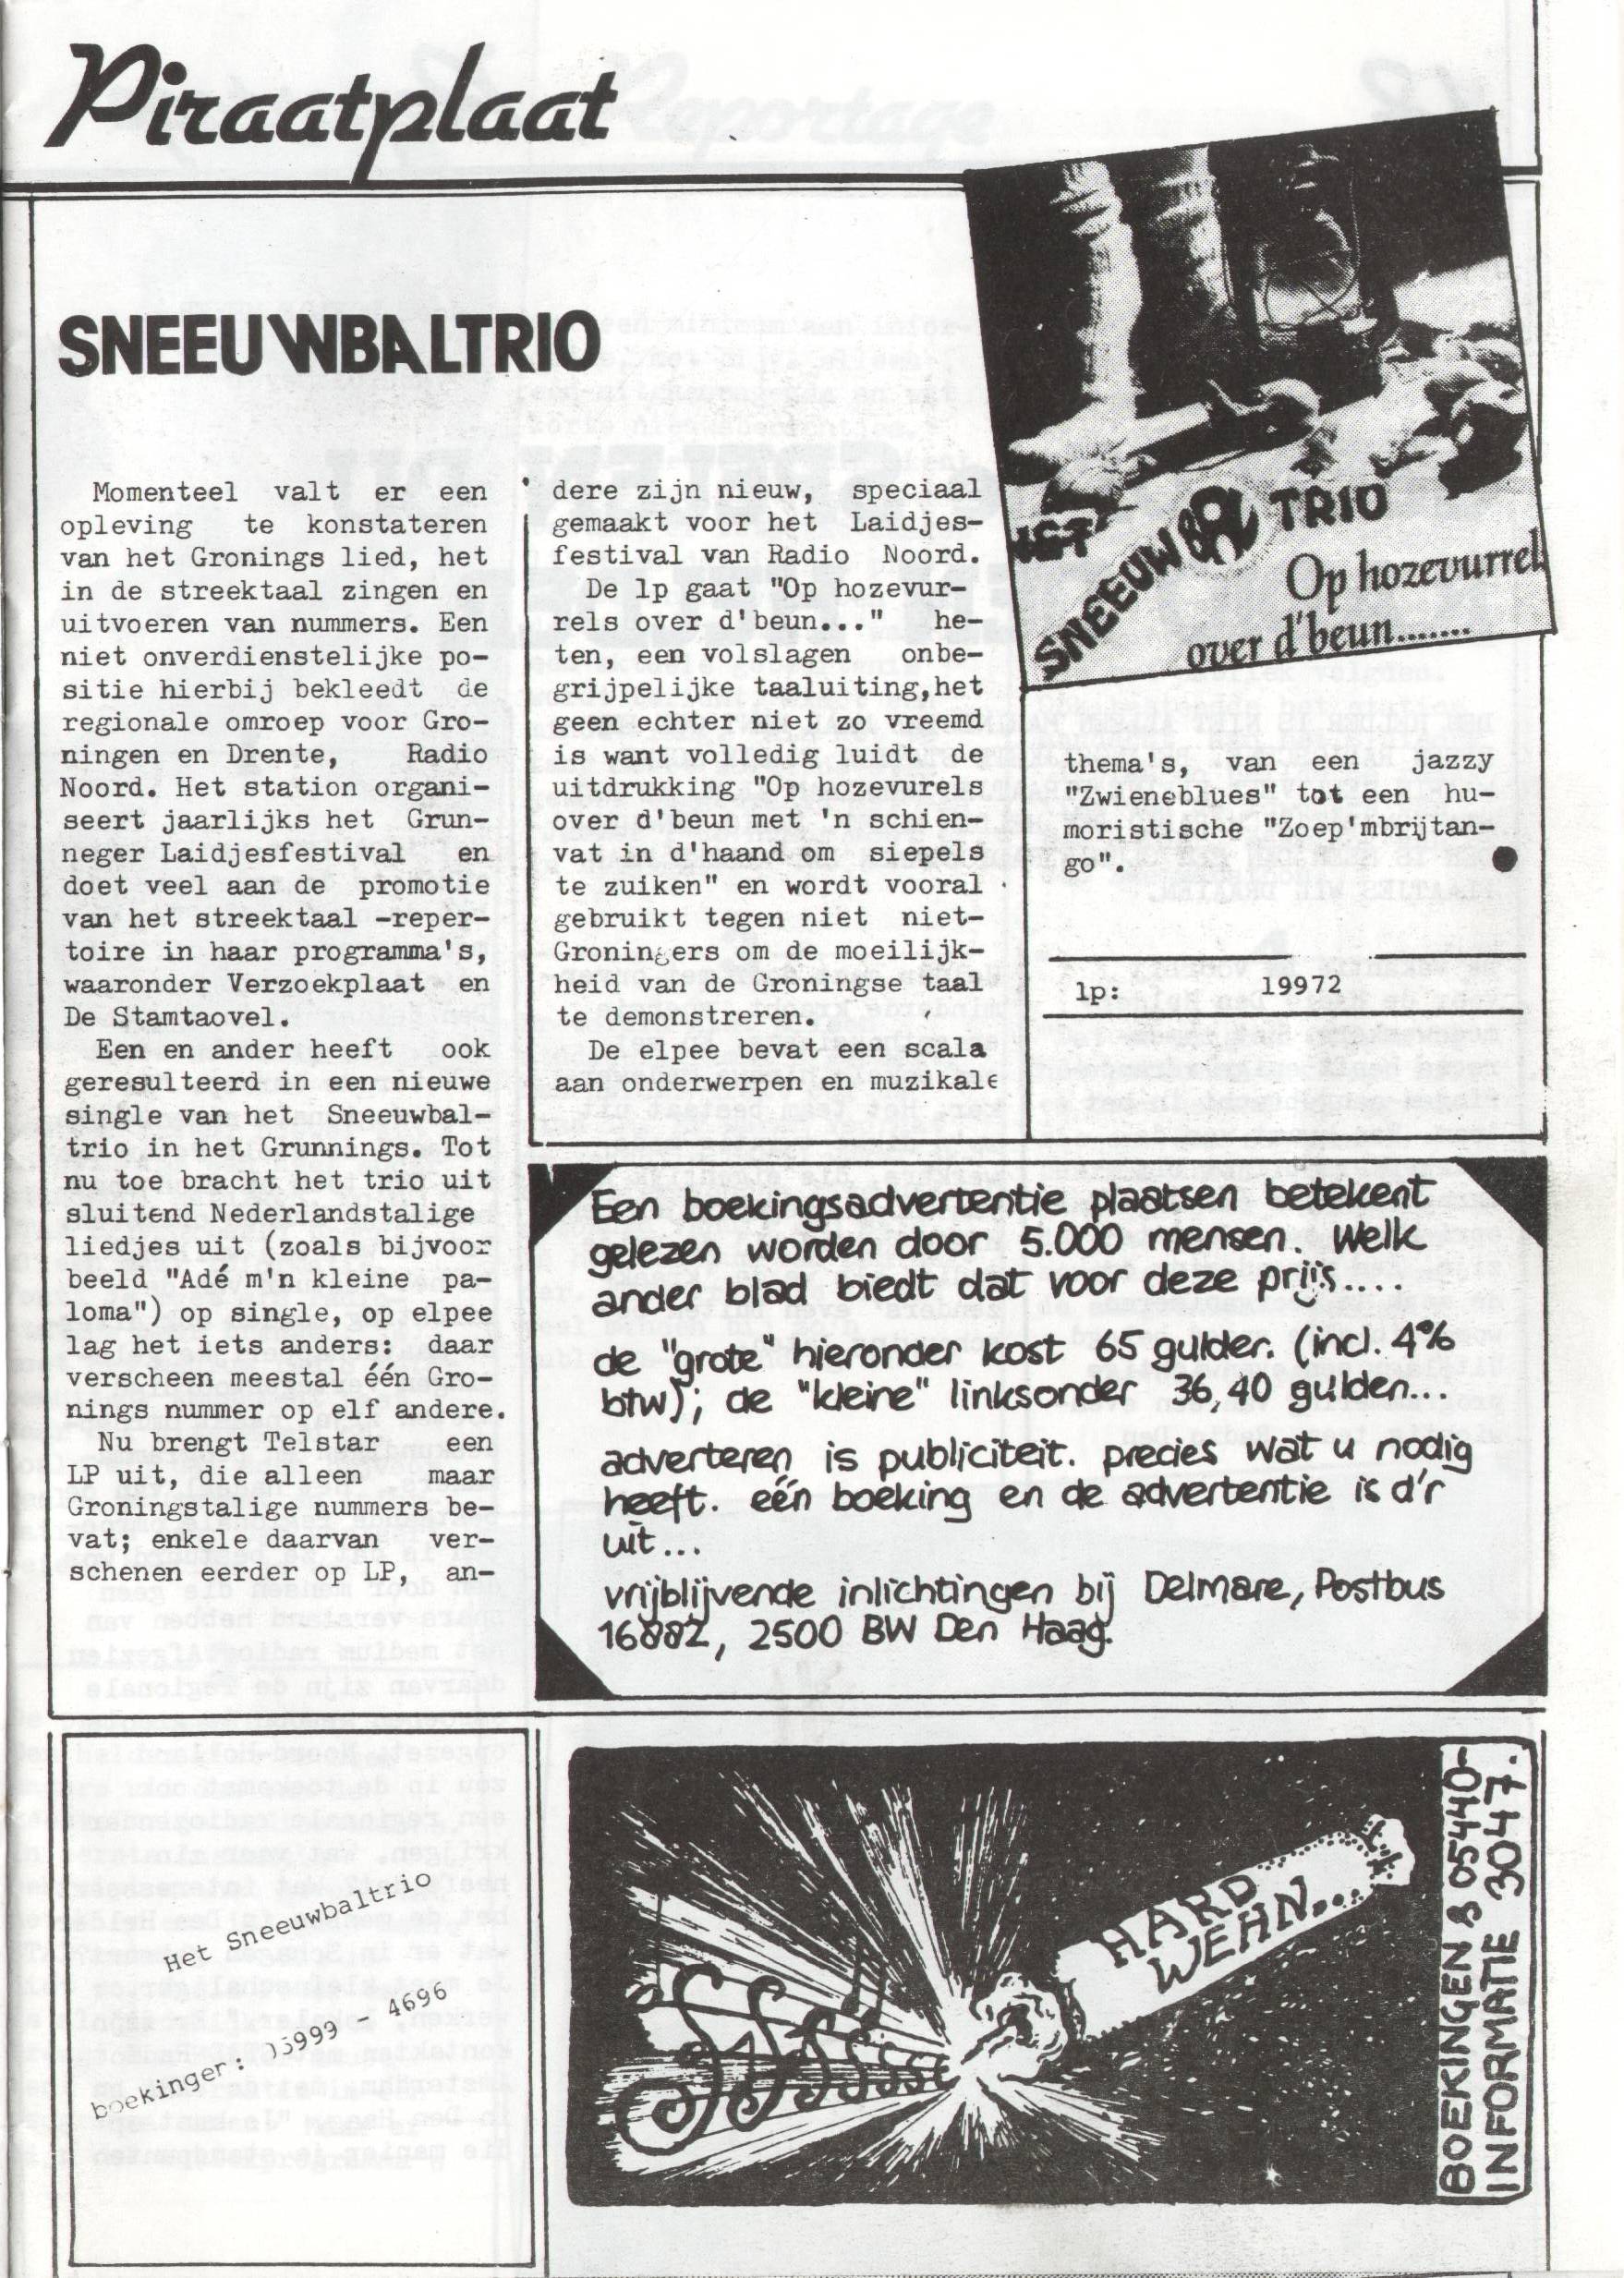 Piraatplaat
SNEEUWBALTRIO
Momenteel valt er een
opleving te konstateren
van het Gronings lied, het
in de streektaal zingen en
uitvoeren van nummers. Een
niet onverdienstelijke po-
sitie hierbij bekleedt de
regionale omroep voor Gro-
ningen en Drente, Radio
Noord. Het station organi-
seert jaarlijks het Grun-
neger Laidjesfestival en
doet veel aan de promotie
van het streektaal -reper-
toire in haar programma's,
waaronder Verzoekplaat en
De Stamtaovel.
Een en ander heeft ook
geresulteerd in een nieuwe
single van het Sneeuwbal-
trio in het Grunnings. Tot
nu toe bracht het trio uit
sluitend Nederlandstalige
liedjes uit (zoals bijvoor
beeld "Adé m'n kleine pa-
loma") op single, op elpee
lag het iets anders: daar
verscheen meestal één Gro-
nings nummer op elf andere.
Nu brengt Telstar een
LP uit, die alleen maar
Groningstalige nummers be-
vat; enkele daarvan ver-
schenen eerder op LP, an-
dere zijn nieuw, speciaal
gemaakt voor het Laidjes-
festival van Radio Noord.
De lp gaat "Op hozevur-
rels over d'beun..." he-
ten, een volslagen onbe-
grijpelijke taaluiting,het
geen echter niet zo vreemd
is want volledig luidt de
uitdrukking "Op hozevurels
over d'beun met 'n schien-
vat in d'haand om siepels
te zuiken" en wordt vooral
gebruikt tegen niet niet-
Groningers om de moeilijk-
heid van de Groningse taal
te demonstreren.
De elpee bevat een scala
aan onderwerpen en muzikale
HET
SNEEUWBAL TRIO
Op hozevurrels
over d'beun.......
thema's, van een jazzy
"Zwieneblues" tot een hu-
moristische "Zoep'mbrijtan-
go".
lp: 19972
Een boekingsadvertentie plaatsen betekent
gelezen worden door 5.000 mensen. Welk
ander blad biedt dat voor deze prijs....
de "grote" hieronder kost 65 gulden. (incl. 4%
btw); de "kleine" linksonder 36,40 gulden...
adverteren is publiciteit. precies wat u nodig
heeft. eén boeking en de advertentie is d'r
uit...
vrijblijvende inlichtingen bij Delmare, Postbus
16882, 2500 BW Den Haag.
Het Sneeuwbaltrio
boekingen: 05999 - 4696
HARD
WEAN...
BOEKINGEN & 05440-
INFORMATIE 3047.